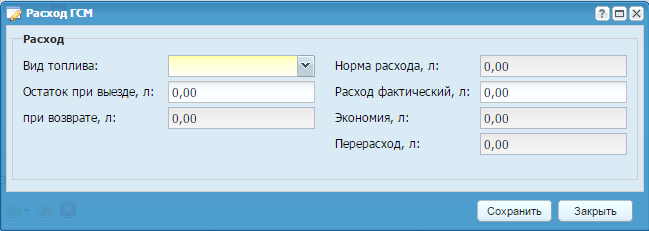 Расход ГСМ
Расход
Вид топлива:
Норма расхода, л: 0,00
Остаток при выезде, л: 0,00
Расход фактический, л: 0,00
при возврате, л: 0,00
Экономия, л: 0,00
Перерасход, л: 0,00
Сохранить
Закрыть